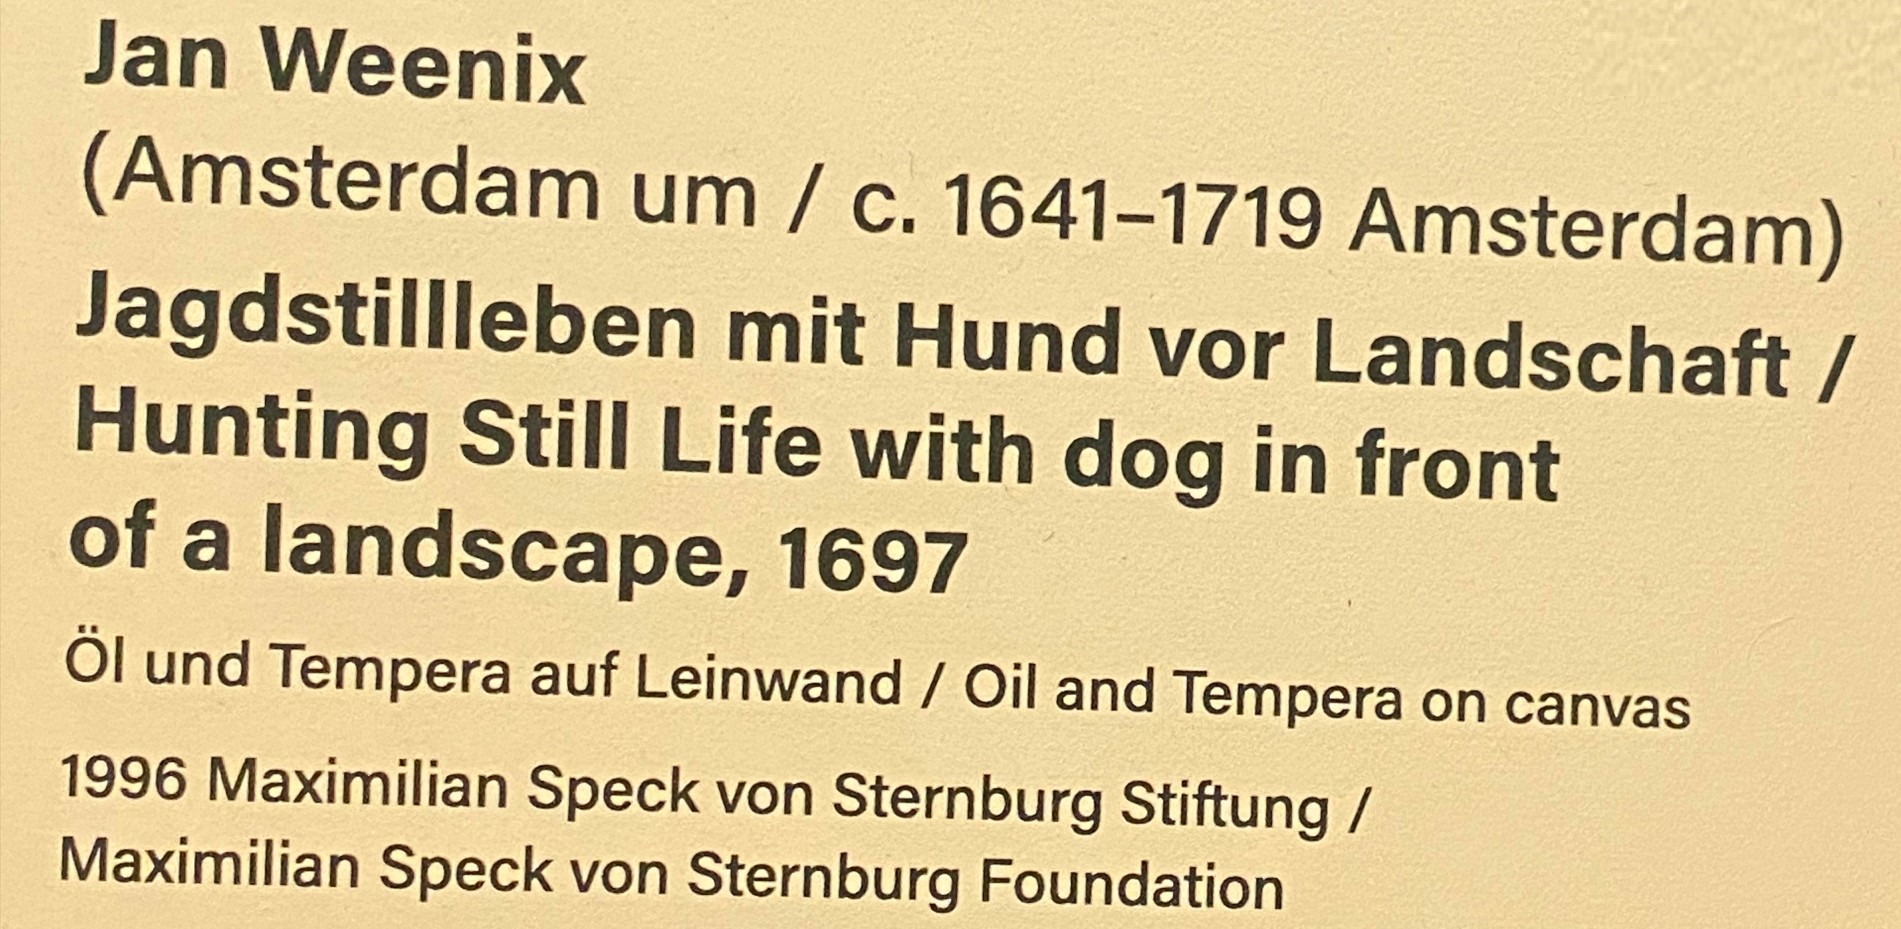 Jan Weenix
(Amsterdam um / c. 1641–1719 Amsterdam)
Jagdstillleben mit Hund vor Landschaft /
Hunting Still Life with dog in front
of a landscape, 1697
Öl und Tempera auf Leinwand / Oil and Tempera on canvas
1996 Maximilian Speck von Sternburg Stiftung /
Maximilian Speck von Sternburg Foundation